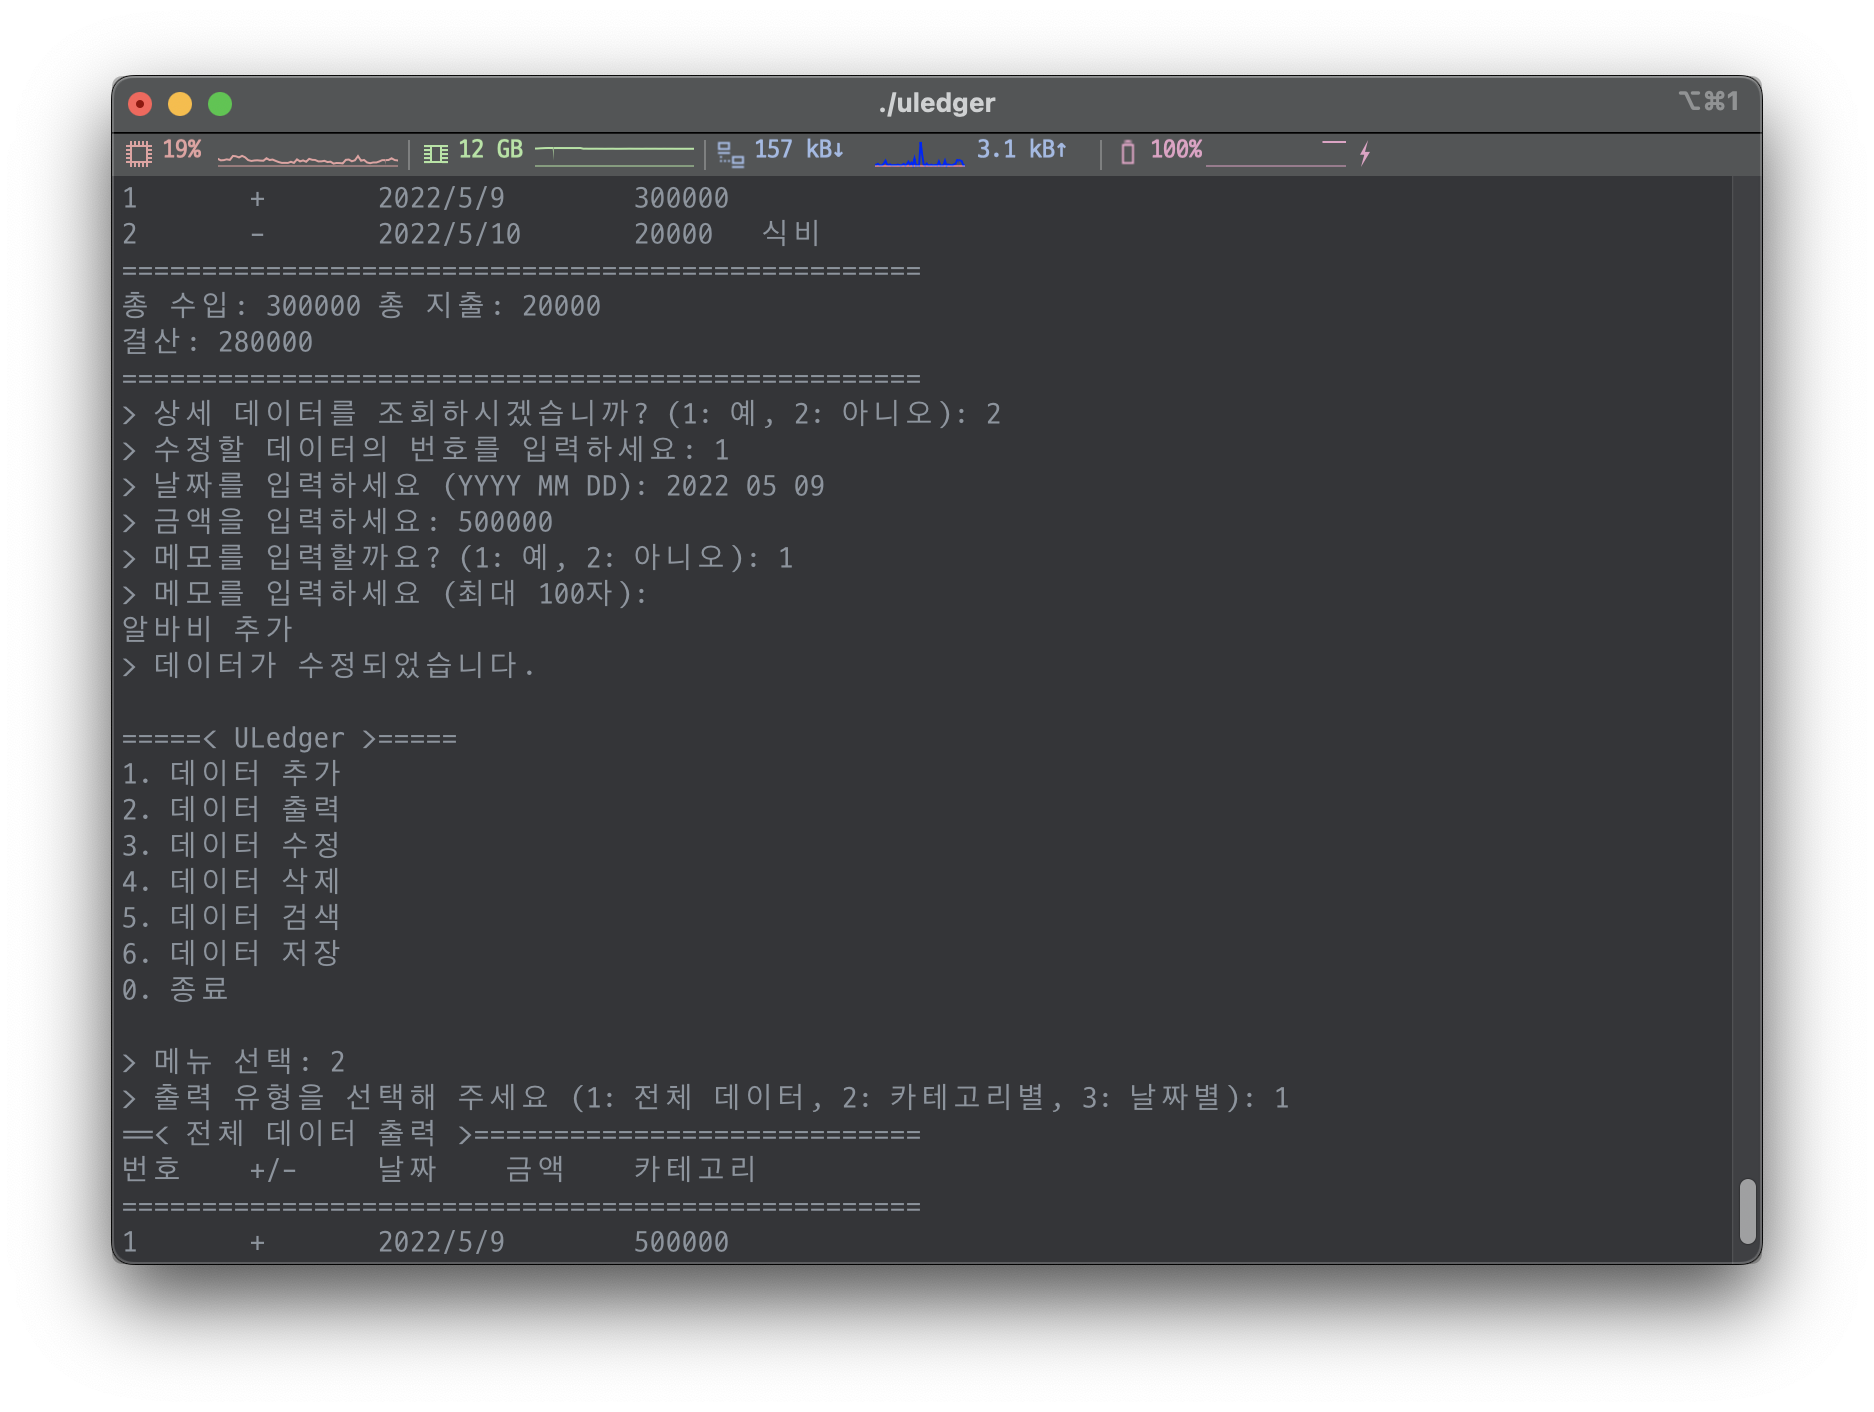 ./uledger
⌥⌘1
19% 12 GB 157 kB↓ 3.1 kB↑ 100%
1 + 2022/5/9 300000
2 - 2022/5/10 20000 식비
==================================================
총 수입: 300000 총 지출: 20000
결산: 280000
==================================================
> 상세 데이터를 조회하시겠습니까? (1: 예, 2: 아니오): 2
> 수정할 데이터의 번호를 입력하세요: 1
> 날짜를 입력하세요 (YYYY MM DD): 2022 05 09
> 금액을 입력하세요: 500000
> 메모를 입력할까요? (1: 예, 2: 아니오): 1
> 메모를 입력하세요 (최대 100자):
알바비 추가
> 데이터가 수정되었습니다.
=====< ULedger >=====
1. 데이터 추가
2. 데이터 출력
3. 데이터 수정
4. 데이터 삭제
5. 데이터 검색
6. 데이터 저장
0. 종료
> 메뉴 선택: 2
> 출력 유형을 선택해 주세요 (1: 전체 데이터, 2: 카테고리별, 3: 날짜별): 1
==< 전체 데이터 출력 >============================
번호 +/- 날짜 금액 카테고리
==================================================
1 + 2022/5/9 500000